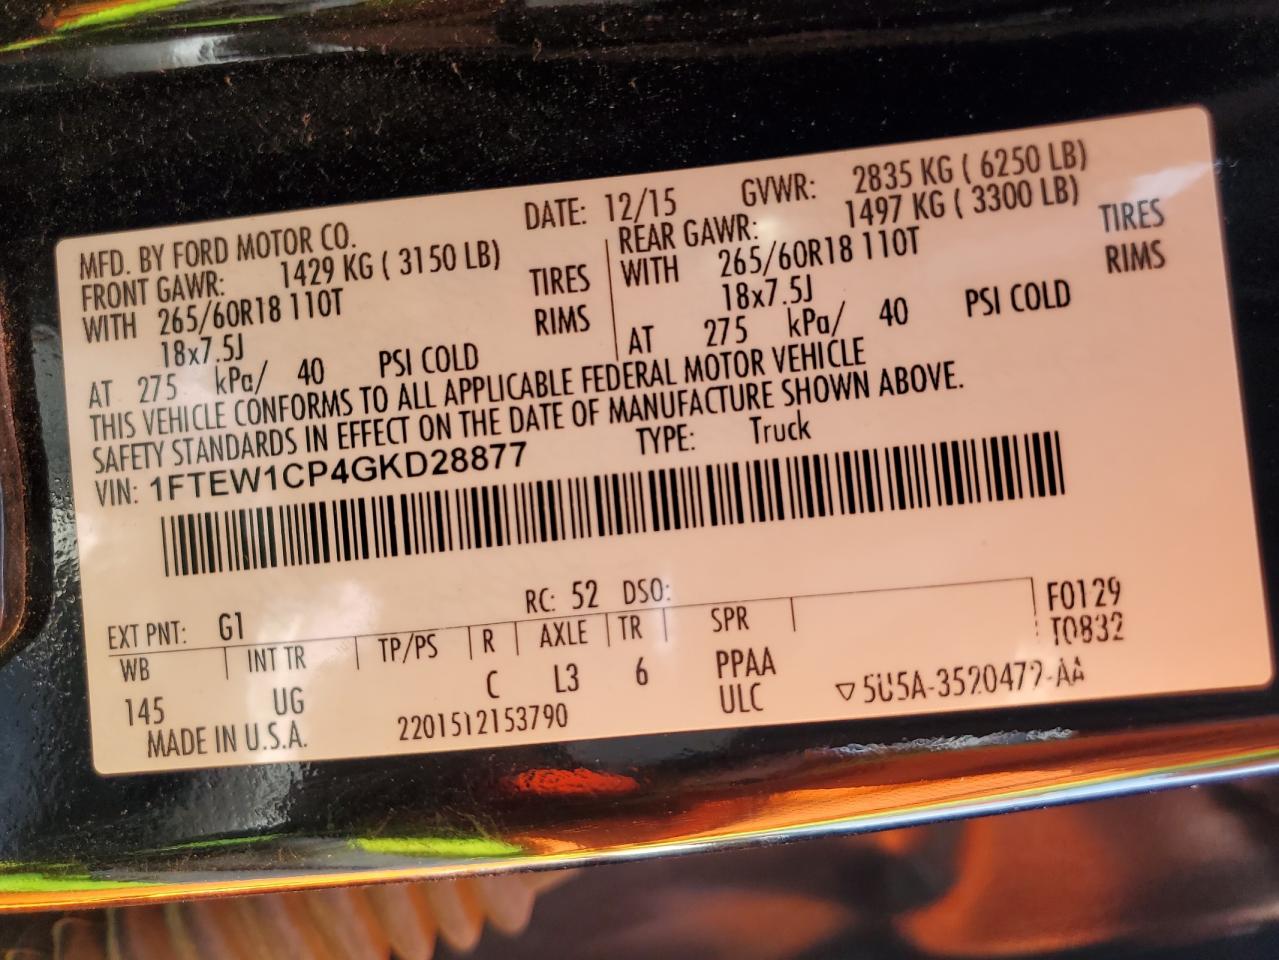 MFD. BY FORD MOTOR CO. DATE: 12/15 GVWR: 2835 KG ( 6250 LB)
FRONT GAWR: 1429 KG ( 3150 LB) REAR GAWR: 1497 KG ( 3300 LB)
WITH 265/60R18 110T TIRES WITH 265/60R18 110T TIRES
18x7.5J RIMS 18x7.5J RIMS
AT 275 kPa/ 40 PSI COLD AT 275 kPa/ 40 PSI COLD
THIS VEHICLE CONFORMS TO ALL APPLICABLE FEDERAL MOTOR VEHICLE
SAFETY STANDARDS IN EFFECT ON THE DATE OF MANUFACTURE SHOWN ABOVE.
VIN: 1FTEW1CP4GKD28877 TYPE: Truck
EXT PNT: G1 RC: 52 DSO: F0129
WB INT TR TP/PS R AXLE TR SPR T0832
145 UG C L3 6 PPAA
ULC ▽5U5A-3520472-AA
MADE IN U.S.A. 2201512153790